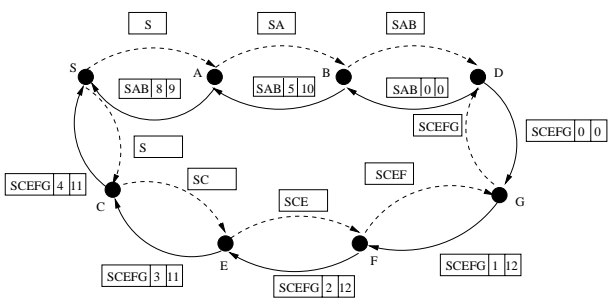 S
SA
SAB
S
A
B
D
SAB 8 9
SAB 5 10
SAB 0 0
SCEFG
SCEFG 0 0
S
SC
SCEF
SCEFG 4 11
SCE
C
G
E
F
SCEFG 3 11
SCEFG 2 12
SCEFG 1 12